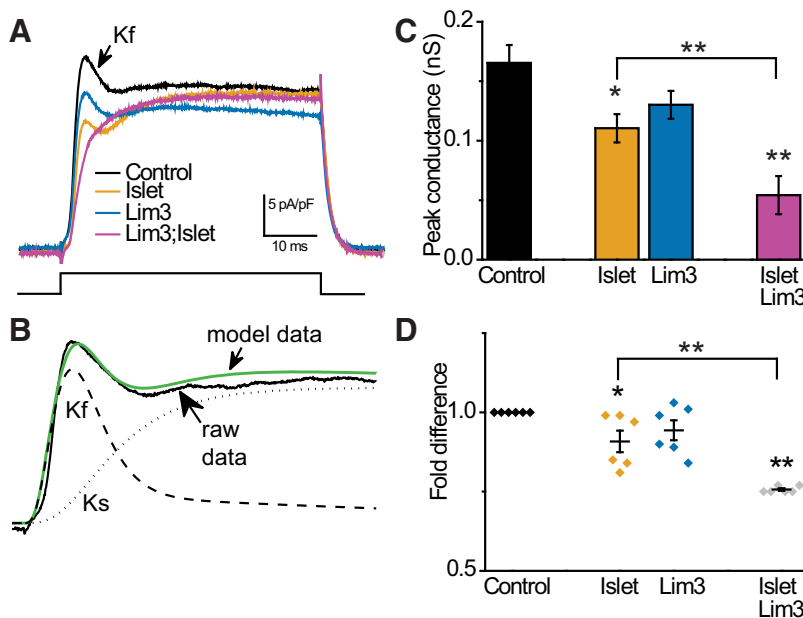 A
Kf
Control
Islet
Lim3
Lim3;Islet
5 pA/pF
10 ms
B
model data
Kf
raw
data
Ks
C
Peak conductance (nS)
0.2
0.1
0.0
**
*
**
Control
Islet
Lim3
Islet
Lim3
D
Fold difference
1.0
0.5
**
*
**
Control
Islet
Lim3
Islet
Lim3